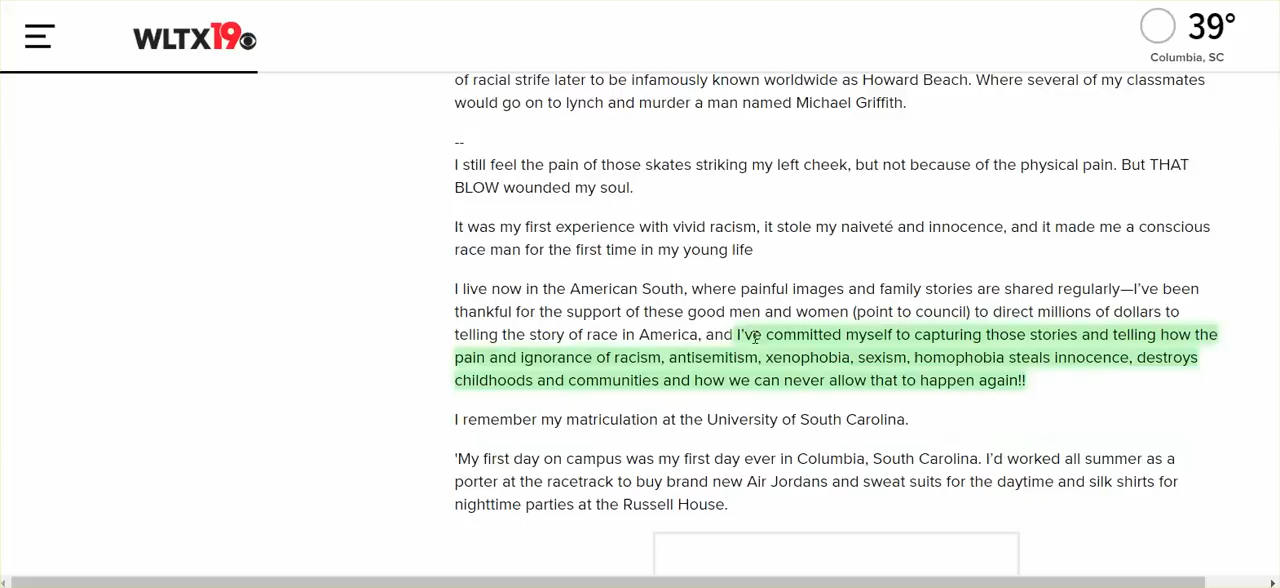 WLTX19
39°
Columbia, SC
of racial strife later to be infamously known worldwide as Howard Beach. Where several of my classmates
would go on to lynch and murder a man named Michael Griffith.
--
I still feel the pain of those skates striking my left cheek, but not because of the physical pain. But THAT
BLOW wounded my soul.
It was my first experience with vivid racism, it stole my naiveté and innocence, and it made me a conscious
race man for the first time in my young life
I live now in the American South, where painful images and family stories are shared regularly—I’ve been
thankful for the support of these good men and women (point to council) to direct millions of dollars to
telling the story of race in America, and I’ve committed myself to capturing those stories and telling how the
pain and ignorance of racism, antisemitism, xenophobia, sexism, homophobia steals innocence, destroys
childhoods and communities and how we can never allow that to happen again!!
I remember my matriculation at the University of South Carolina.
'My first day on campus was my first day ever in Columbia, South Carolina. I’d worked all summer as a
porter at the racetrack to buy brand new Air Jordans and sweat suits for the daytime and silk shirts for
nighttime parties at the Russell House.